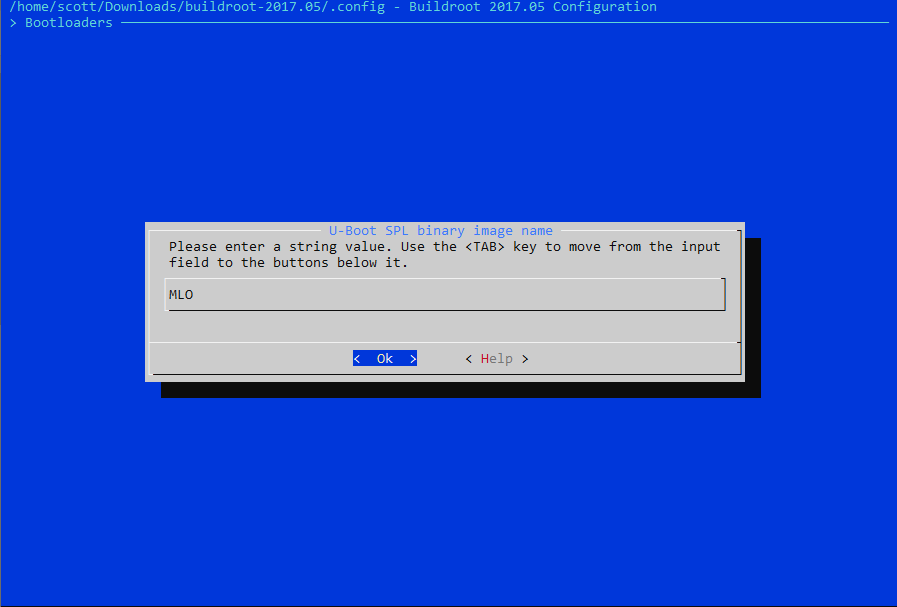 /home/scott/Downloads/buildroot-2017.05/.config - Buildroot 2017.05 Configuration
> Bootloaders
U-Boot SPL binary image name
Please enter a string value. Use the <TAB> key to move from the input
field to the buttons below it.
MLO
< Ok > < Help >